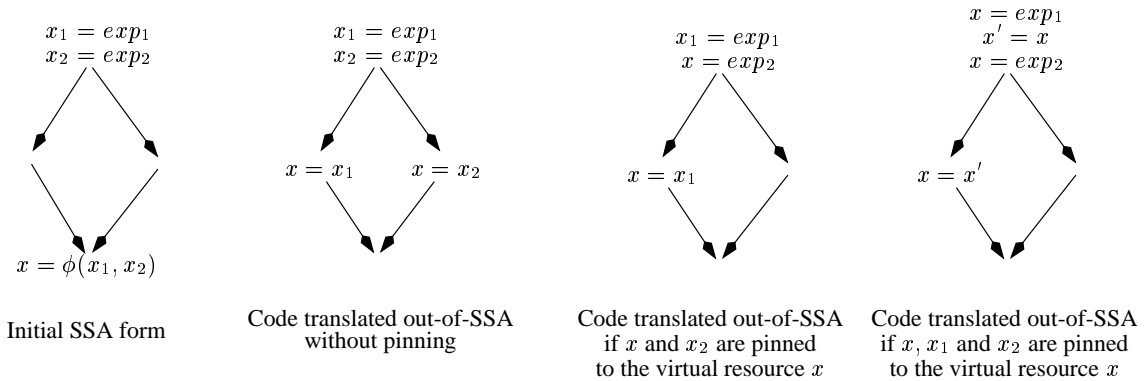 x₁ = exp₁
x₂ = exp₂
x = ϕ(x₁, x₂)
Initial SSA form
x₁ = exp₁
x₂ = exp₂
x = x₁
x = x₂
Code translated out-of-SSA
without pinning
x₁ = exp₁
x = exp₂
x = x₁
Code translated out-of-SSA
if x and x₂ are pinned
to the virtual resource x
x = exp₁
x′ = x
x = exp₂
x = x′
Code translated out-of-SSA
if x, x₁ and x₂ are pinned
to the virtual resource x